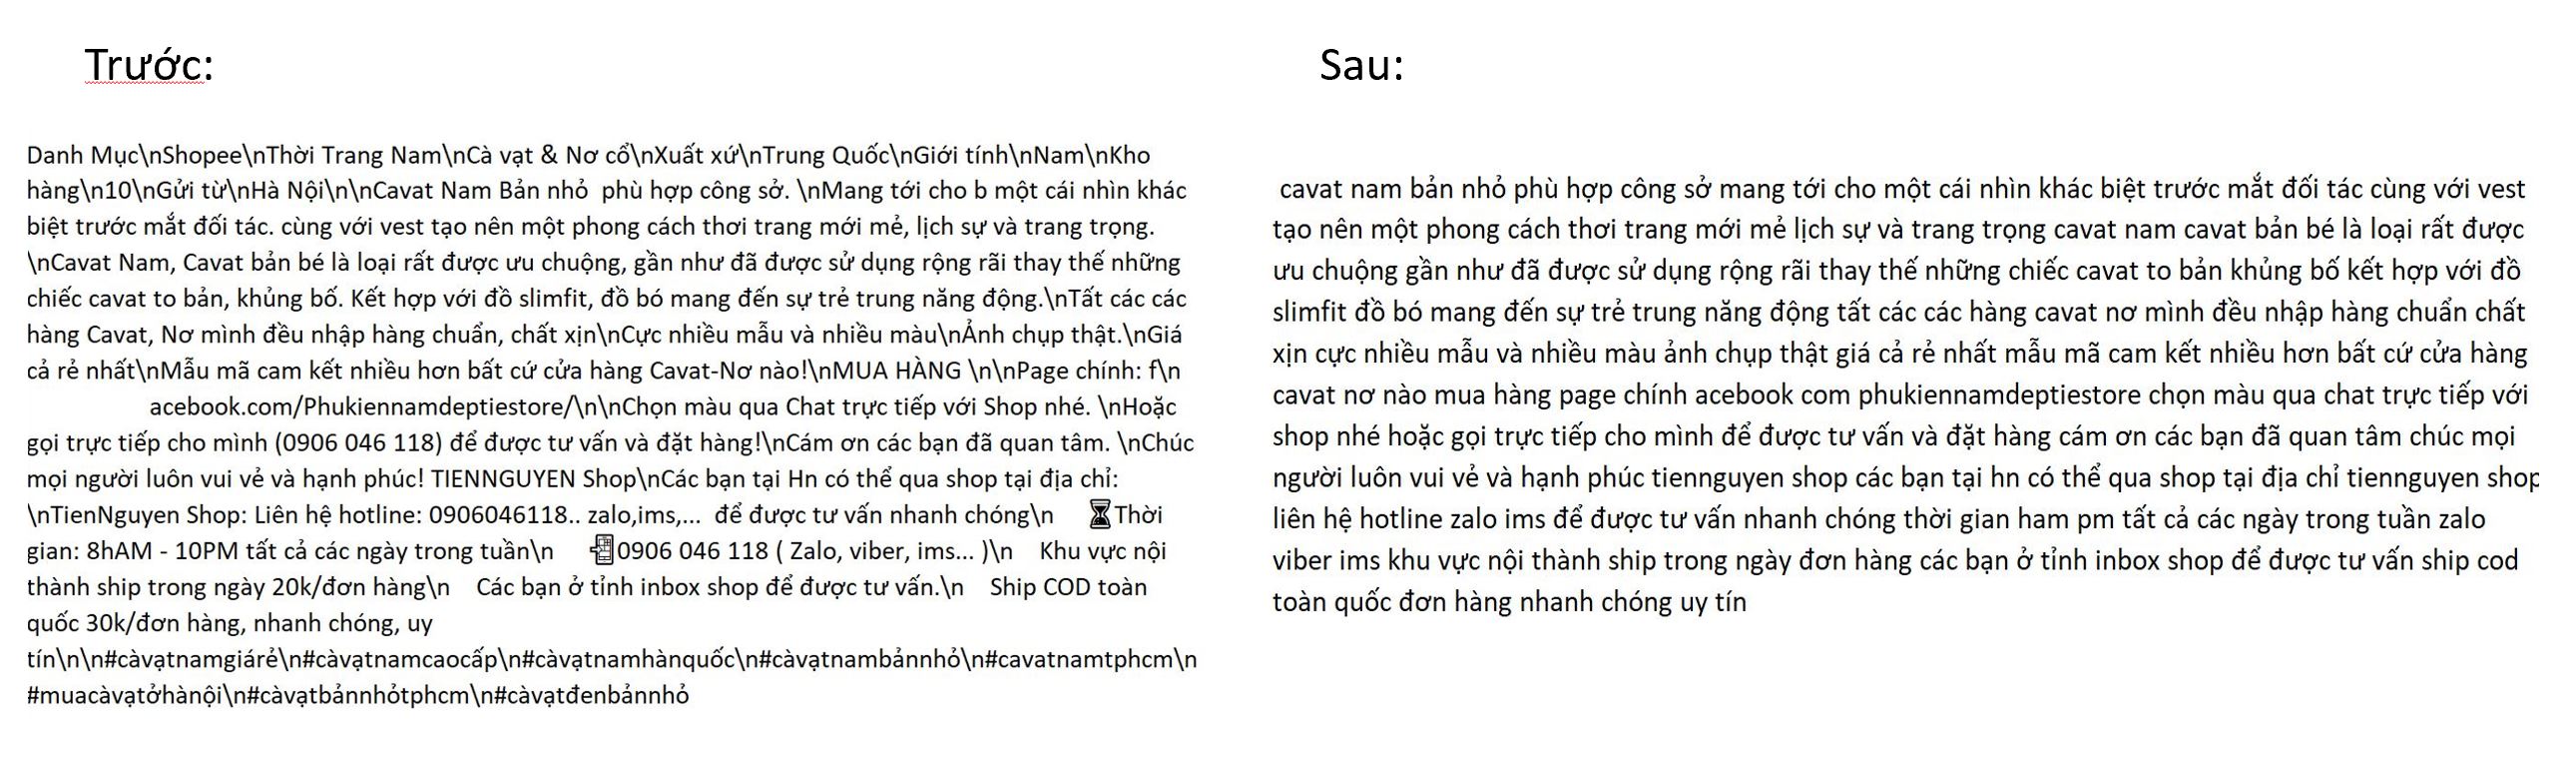 Trước:
Danh Mục\nShopee\nThời Trang Nam\nCà vạt & Nơ cổ\nXuất xứ\nTrung Quốc\nGiới tính\nNam\nKho
hàng\n10\nGửi từ\nHà Nội\n\nCavat Nam Bản nhỏ  phù hợp công sở. \nMang tới cho b một cái nhìn khác
biệt trước mắt đối tác. cùng với vest tạo nên một phong cách thơi trang mới mẻ, lịch sự và trang trọng.
\nCavat Nam, Cavat bản bé là loại rất được ưu chuộng, gần như đã được sử dụng rộng rãi thay thế những
chiếc cavat to bản, khủng bố. Kết hợp với đồ slimfit, đồ bó mang đến sự trẻ trung năng động.\nTất các các
hàng Cavat, Nơ mình đều nhập hàng chuẩn, chất xịn\nCực nhiều mẫu và nhiều màu\nẢnh chụp thật.\nGiá
cả rẻ nhất\nMẫu mã cam kết nhiều hơn bất cứ cửa hàng Cavat-Nơ nào!\nMUA HÀNG \n\nPage chính: f\n
acebook.com/Phukiennamdeptiestore/\n\nChọn màu qua Chat trực tiếp với Shop nhé. \nHoặc
gọi trực tiếp cho mình (0906 046 118) để được tư vấn và đặt hàng!\nCám ơn các bạn đã quan tâm. \nChúc
mọi người luôn vui vẻ và hạnh phúc! TIENNGUYEN Shop\nCác bạn tại Hn có thể qua shop tại địa chỉ:
\nTienNguyen Shop: Liên hệ hotline: 0906046118.. zalo,ims,...  để được tư vấn nhanh chóng\n    ⏳Thời
gian: 8hAM - 10PM tất cả các ngày trong tuần\n    📲0906 046 118 ( Zalo, viber, ims... )\n    Khu vực nội
thành ship trong ngày 20k/đơn hàng\n    Các bạn ở tỉnh inbox shop để được tư vấn.\n    Ship COD toàn
quốc 30k/đơn hàng, nhanh chóng, uy
tín\n\n#càvạtnamgiárẻ\n#càvạtnamcaocấp\n#càvạtnamhànquốc\n#càvạtnambảnnhỏ\n#cavatnamtphcm\n
#muacàvạtởhànội\n#càvạtbảnnhỏtphcm\n#càvạtđenbảnnhỏ
Sau:
cavat nam bản nhỏ phù hợp công sở mang tới cho một cái nhìn khác biệt trước mắt đối tác cùng với vest
tạo nên một phong cách thơi trang mới mẻ lịch sự và trang trọng cavat nam cavat bản bé là loại rất được
ưu chuộng gần như đã được sử dụng rộng rãi thay thế những chiếc cavat to bản khủng bố kết hợp với đồ
slimfit đồ bó mang đến sự trẻ trung năng động tất các các hàng cavat nơ mình đều nhập hàng chuẩn chất
xịn cực nhiều mẫu và nhiều màu ảnh chụp thật giá cả rẻ nhất mẫu mã cam kết nhiều hơn bất cứ cửa hàng
cavat nơ nào mua hàng page chính acebook com phukiennamdeptiestore chọn màu qua chat trực tiếp với
shop nhé hoặc gọi trực tiếp cho mình để được tư vấn và đặt hàng cám ơn các bạn đã quan tâm chúc mọi
người luôn vui vẻ và hạnh phúc tiennguyen shop các bạn tại hn có thể qua shop tại địa chỉ tiennguyen shop
liên hệ hotline zalo ims để được tư vấn nhanh chóng thời gian ham pm tất cả các ngày trong tuần zalo
viber ims khu vực nội thành ship trong ngày đơn hàng các bạn ở tỉnh inbox shop để được tư vấn ship cod
toàn quốc đơn hàng nhanh chóng uy tín